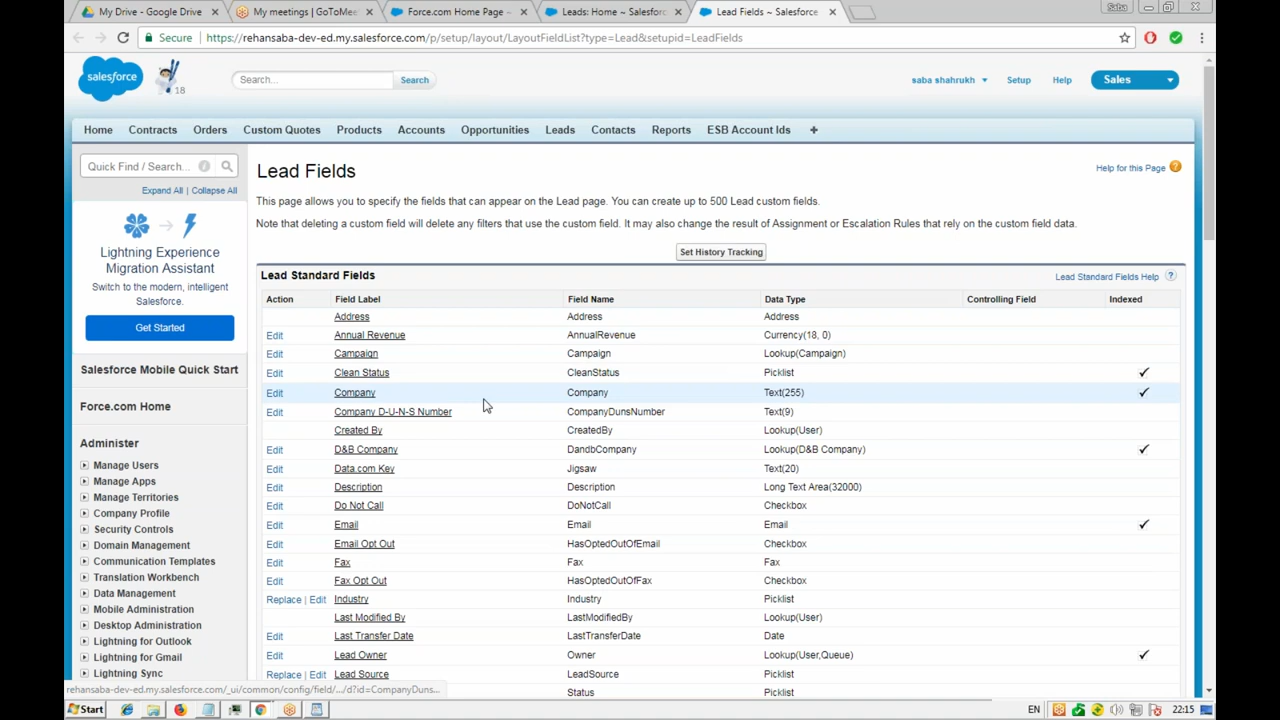 My Drive - Google Drive
My meetings | GoToMee
Force.com Home Page ~
Leads: Home ~ Salesforc
Lead Fields ~ Salesforce
Saba
Secure
https://rehansaba-dev-ed.my.salesforce.com/p/setup/layout/LayoutFieldList?type=Lead&setupid=LeadFields
salesforce
18
Search...
Search
saba shahrukh
Setup
Help
Sales
Home
Contracts
Orders
Custom Quotes
Products
Accounts
Opportunities
Leads
Contacts
Reports
ESB Account Ids
+
Quick Find / Search...
Expand All | Collapse All
Lightning Experience
Migration Assistant
Switch to the modern, intelligent
Salesforce.
Get Started
Salesforce Mobile Quick Start
Force.com Home
Administer
Manage Users
Manage Apps
Manage Territories
Company Profile
Security Controls
Domain Management
Communication Templates
Translation Workbench
Data Management
Mobile Administration
Desktop Administration
Lightning for Outlook
Lightning for Gmail
Lightning Sync
Lead Fields
Help for this Page
This page allows you to specify the fields that can appear on the Lead page. You can create up to 500 Lead custom fields.
Note that deleting a custom field will delete any filters that use the custom field. It may also change the result of Assignment or Escalation Rules that rely on the custom field data.
Set History Tracking
Lead Standard Fields
Lead Standard Fields Help ?
Action Field Label Field Name Data Type Controlling Field Indexed
Address Address Address
Edit Annual Revenue AnnualRevenue Currency(18, 0)
Edit Campaign Campaign Lookup(Campaign)
Edit Clean Status CleanStatus Picklist ✓
Edit Company Company Text(255) ✓
Edit Company D-U-N-S Number CompanyDunsNumber Text(9)
Created By CreatedBy Lookup(User)
Edit D&B Company DandbCompany Lookup(D&B Company) ✓
Edit Data.com Key Jigsaw Text(20)
Edit Description Description Long Text Area(32000)
Edit Do Not Call DoNotCall Checkbox
Edit Email Email Email ✓
Edit Email Opt Out HasOptedOutOfEmail Checkbox
Edit Fax Fax Fax
Edit Fax Opt Out HasOptedOutOfFax Checkbox
Replace | Edit Industry Industry Picklist
Last Modified By LastModifiedBy Lookup(User)
Edit Last Transfer Date LastTransferDate Date
Edit Lead Owner Owner Lookup(User,Queue) ✓
Replace | Edit Lead Source LeadSource Picklist
Status Picklist
rehansaba-dev-ed.my.salesforce.com/_ui/common/config/field/.../d?id=CompanyDuns...
Start
EN
22:15